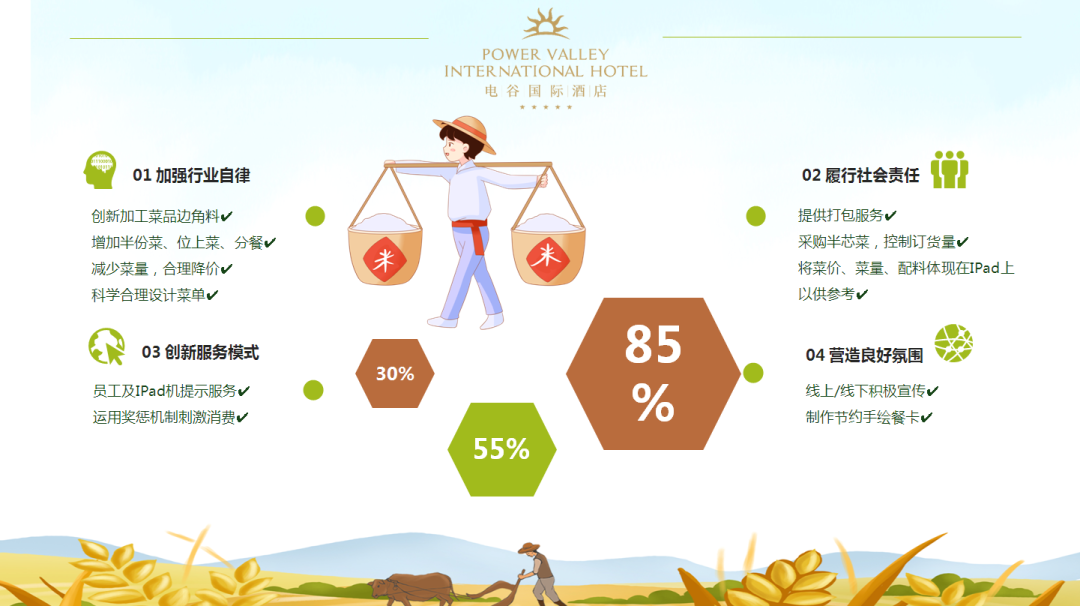 POWER VALLEY
INTERNATIONAL HOTEL
电谷国际酒店
01 加强行业自律
创新加工菜品边角料✔
增加半份菜、位上菜、分餐✔
减少菜量，合理降价✔
科学合理设计菜单✔
02 履行社会责任
提供打包服务✔
采购半芯菜，控制订货量✔
将菜价、菜量、配料体现在IPad上
以供参考✔
米
米
03 创新服务模式
员工及IPad机提示服务✔
运用奖惩机制刺激消费✔
30%
55%
85
%
04 营造良好氛围
线上/线下积极宣传✔
制作节约手绘餐卡✔